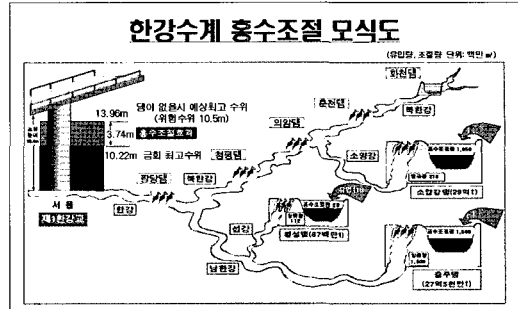 한강수계 홍수조절 모식도
(유입량, 조절량 단위: 백만㎥)
화천댐
북한강
춘천댐
의암댐
13.96m
댐이 없을시 예상최고 수위
(위험수위 10.5m)
3.74m
홍수조절효과
10.22m 금회 최고수위
청평댐
소양강
팔당댐
북한강
소양강댐(29억t)
서울
제1한강교
한강
섬강
횡성댐(87백만t)
남한강
충주댐
(27억5천만t)